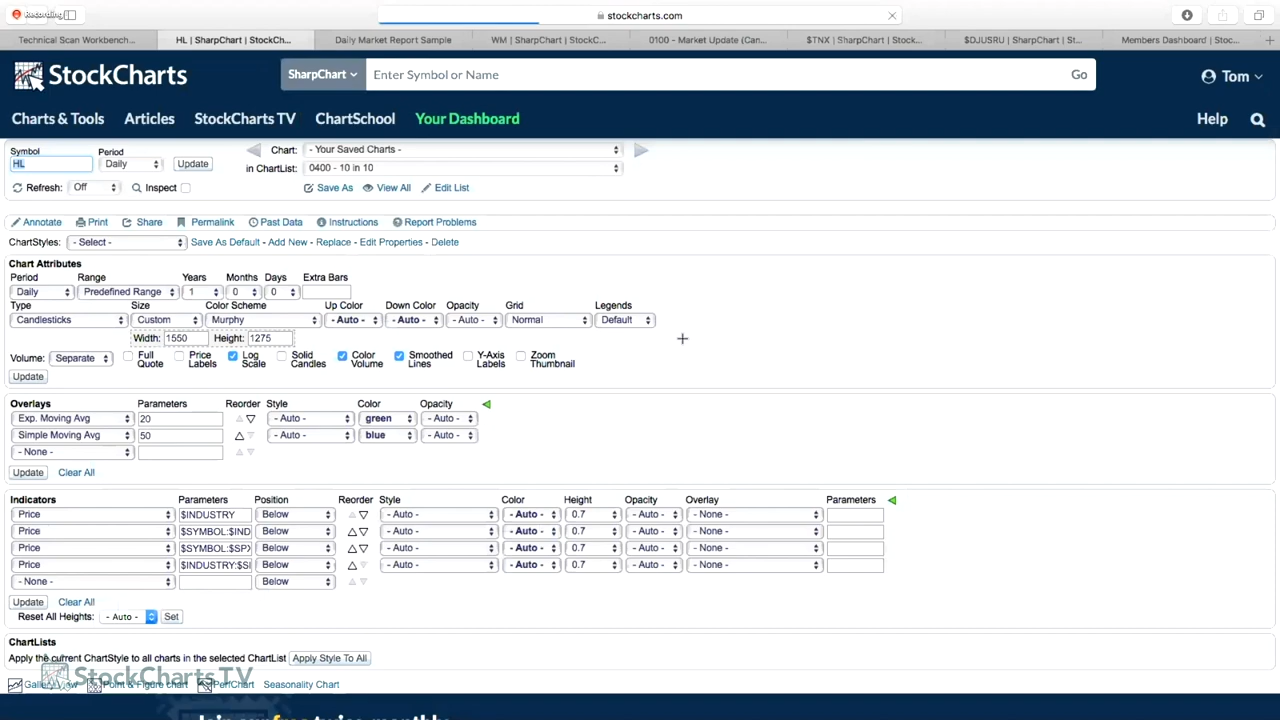 Recording
stockcharts.com
Technical Scan Workbench...
HL | SharpChart | StockCh...
Daily Market Report Sample
WM | SharpChart | StockC...
0100 - Market Update (Can...
$TNX | SharpChart | Stock...
$DJUSRU | SharpChart | St...
Members Dashboard | Stoc...
StockCharts
SharpChart
Enter Symbol or Name
Go
Tom
Charts & Tools
Articles
StockCharts TV
ChartSchool
Your Dashboard
Help
Symbol
Period
Chart: - Your Saved Charts -
HL
Daily
Update
in ChartList: 0400 - 10 in 10
Refresh: Off
Inspect
Save As
View All
Edit List
Annotate
Print
Share
Permalink
Past Data
Instructions
Report Problems
ChartStyles: - Select -
Save As Default - Add New - Replace - Edit Properties - Delete
Chart Attributes
Period Range Years Months Days Extra Bars
Daily Predefined Range 1 0 0
Type Size Color Scheme Up Color Down Color Opacity Grid Legends
Candlesticks Custom Murphy - Auto - - Auto - - Auto - Normal Default
Width: 1550 Height: 1275
Volume: Separate
Full Quote
Price Labels
Log Scale
Solid Candles
Color Volume
Smoothed Lines
Y-Axis Labels
Zoom Thumbnail
Update
Overlays Parameters Reorder Style Color Opacity
Exp. Moving Avg 20 - Auto - green - Auto -
Simple Moving Avg 50 - Auto - blue - Auto -
- None -
Update Clear All
Indicators Parameters Position Reorder Style Color Height Opacity Overlay Parameters
Price $INDUSTRY Below - Auto - - Auto - 0.7 - Auto - - None -
Price $SYMBOL:$IND Below - Auto - - Auto - 0.7 - Auto - - None -
Price $SYMBOL:$SP Below - Auto - - Auto - 0.7 - Auto - - None -
Price $INDUSTRY:$S Below - Auto - - Auto - 0.7 - Auto - - None -
- None - Below
Update Clear All
Reset All Heights: - Auto - Set
ChartLists
Apply the current ChartStyle to all charts in the selected ChartList Apply Style To All
StockCharts TV
Point & Figure chart
PerfChart
Seasonality Chart